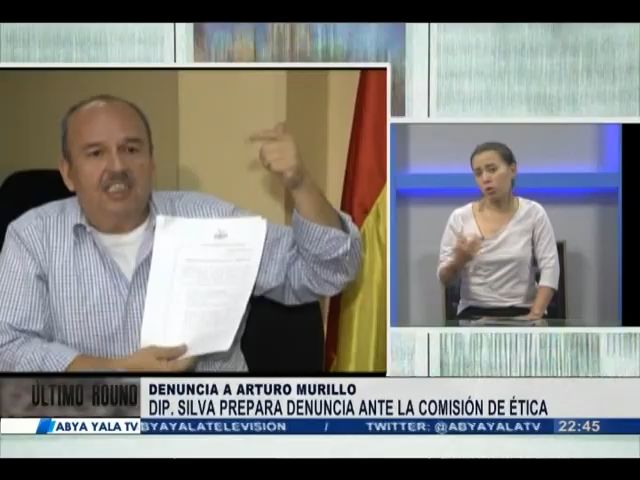 ÚLTIMO ROUND
DENUNCIA A ARTURO MURILLO
DIP. SILVA PREPARA DENUNCIA ANTE LA COMISIÓN DE ÉTICA
ABYA YALA TV
BYAYALATELEVISIÓN / TWITTER: @ABYAYALATV
22:45